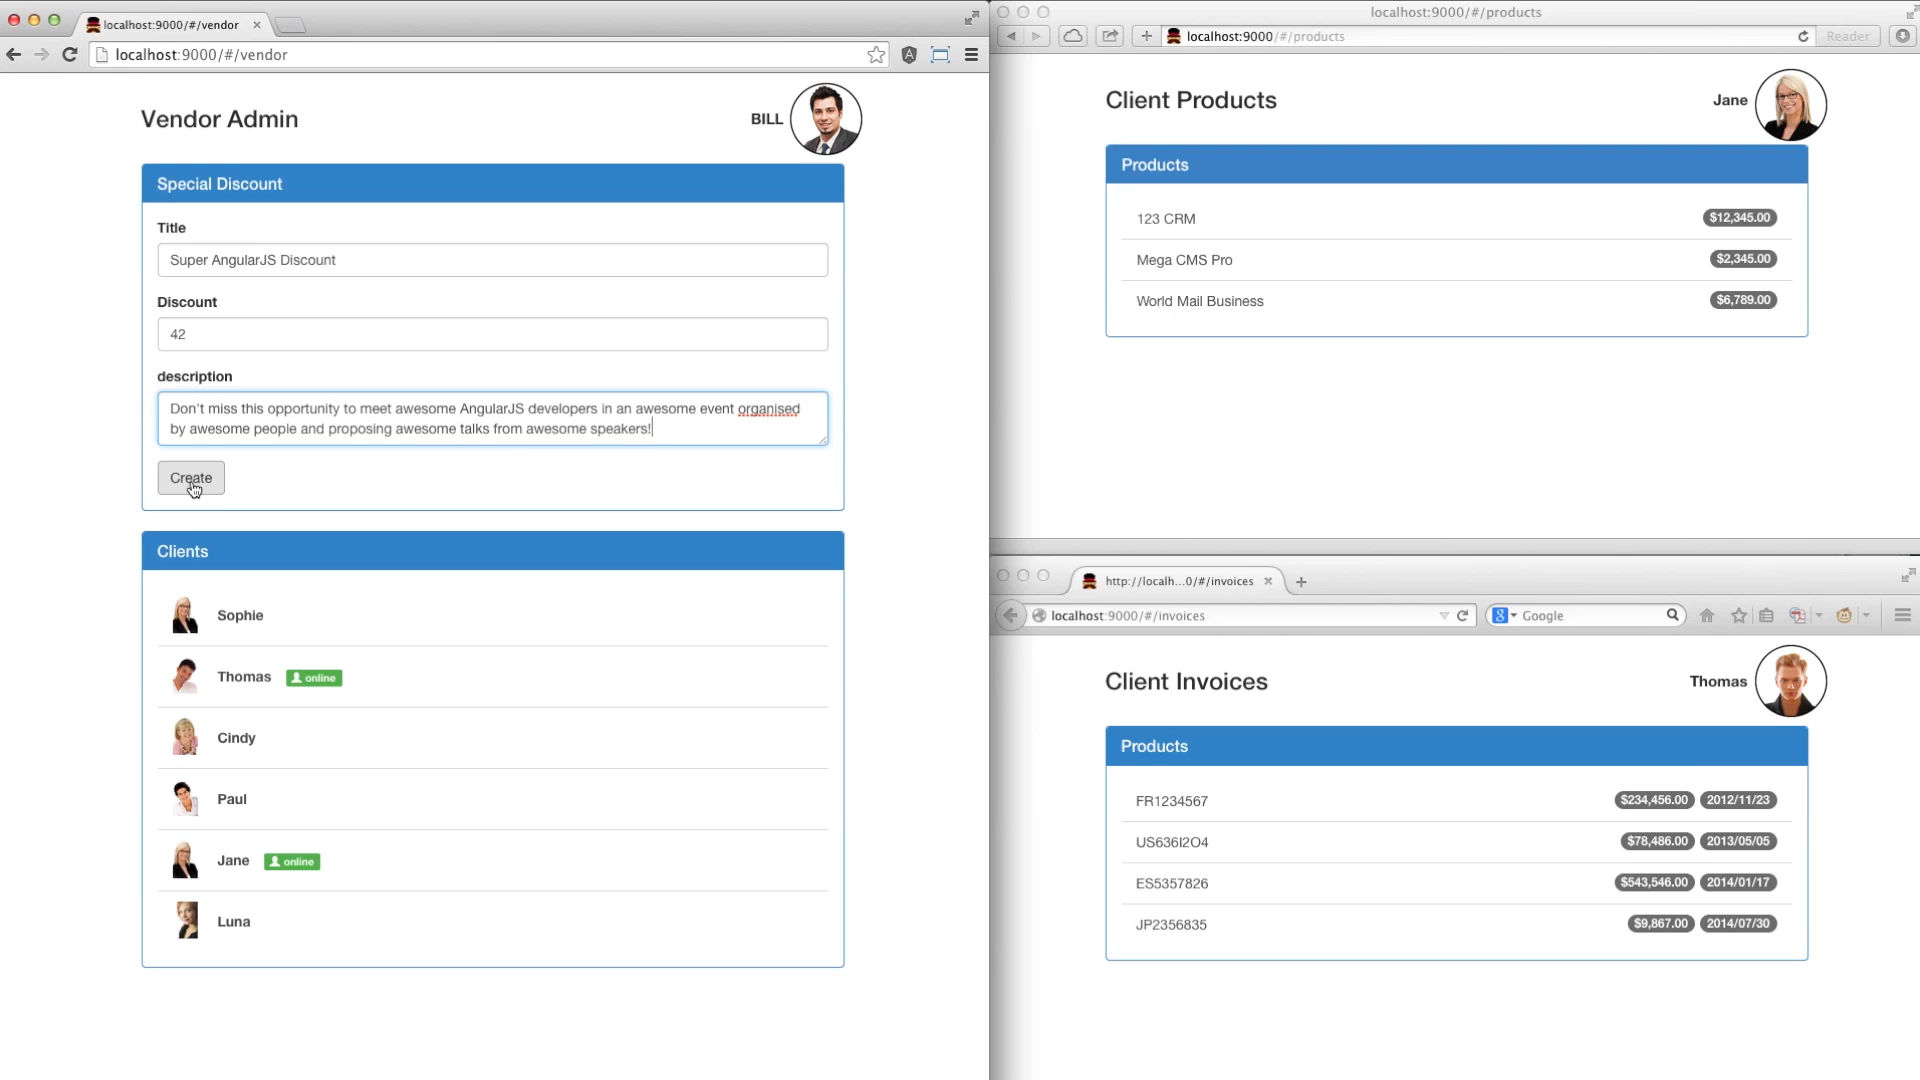 localhost:9000/#/vendor
localhost:9000/#/vendor
Vendor Admin
BILL
Special Discount
Title
Super AngularJS Discount
Discount
42
description
Don't miss this opportunity to meet awesome AngularJS developers in an awesome event organised
by awesome people and proposing awesome talks from awesome speakers!
Create
Clients
Sophie
Thomas online
Cindy
Paul
Jane online
Luna
localhost:9000/#/products
localhost:9000/#/products
Reader
Client Products
Jane
Products
123 CRM $12,345.00
Mega CMS Pro $2,345.00
World Mail Business $6,789.00
http://localh...0/#/invoices
localhost:9000/#/invoices
Google
Client Invoices
Thomas
Products
FR1234567 $234,456.00 2012/11/23
US636I2O4 $78,486.00 2013/05/05
ES5357826 $543,546.00 2014/01/17
JP2356835 $9,867.00 2014/07/30